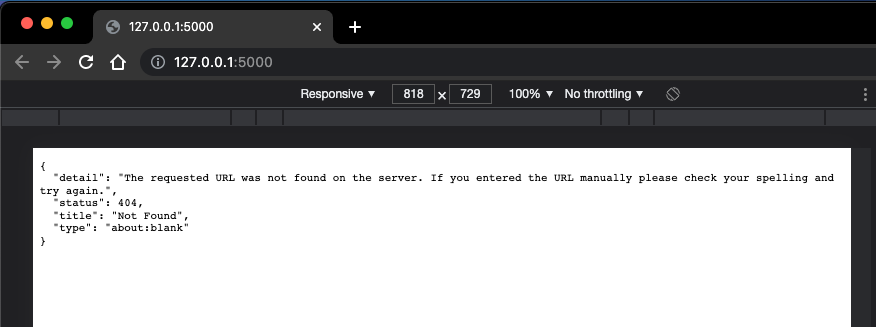 127.0.0.1:5000
127.0.0.1:5000
Responsive ▼ 818 × 729 100% ▼ No throttling ▼
{
  "detail": "The requested URL was not found on the server. If you entered the URL manually please check your spelling and
try again.",
  "status": 404,
  "title": "Not Found",
  "type": "about:blank"
}